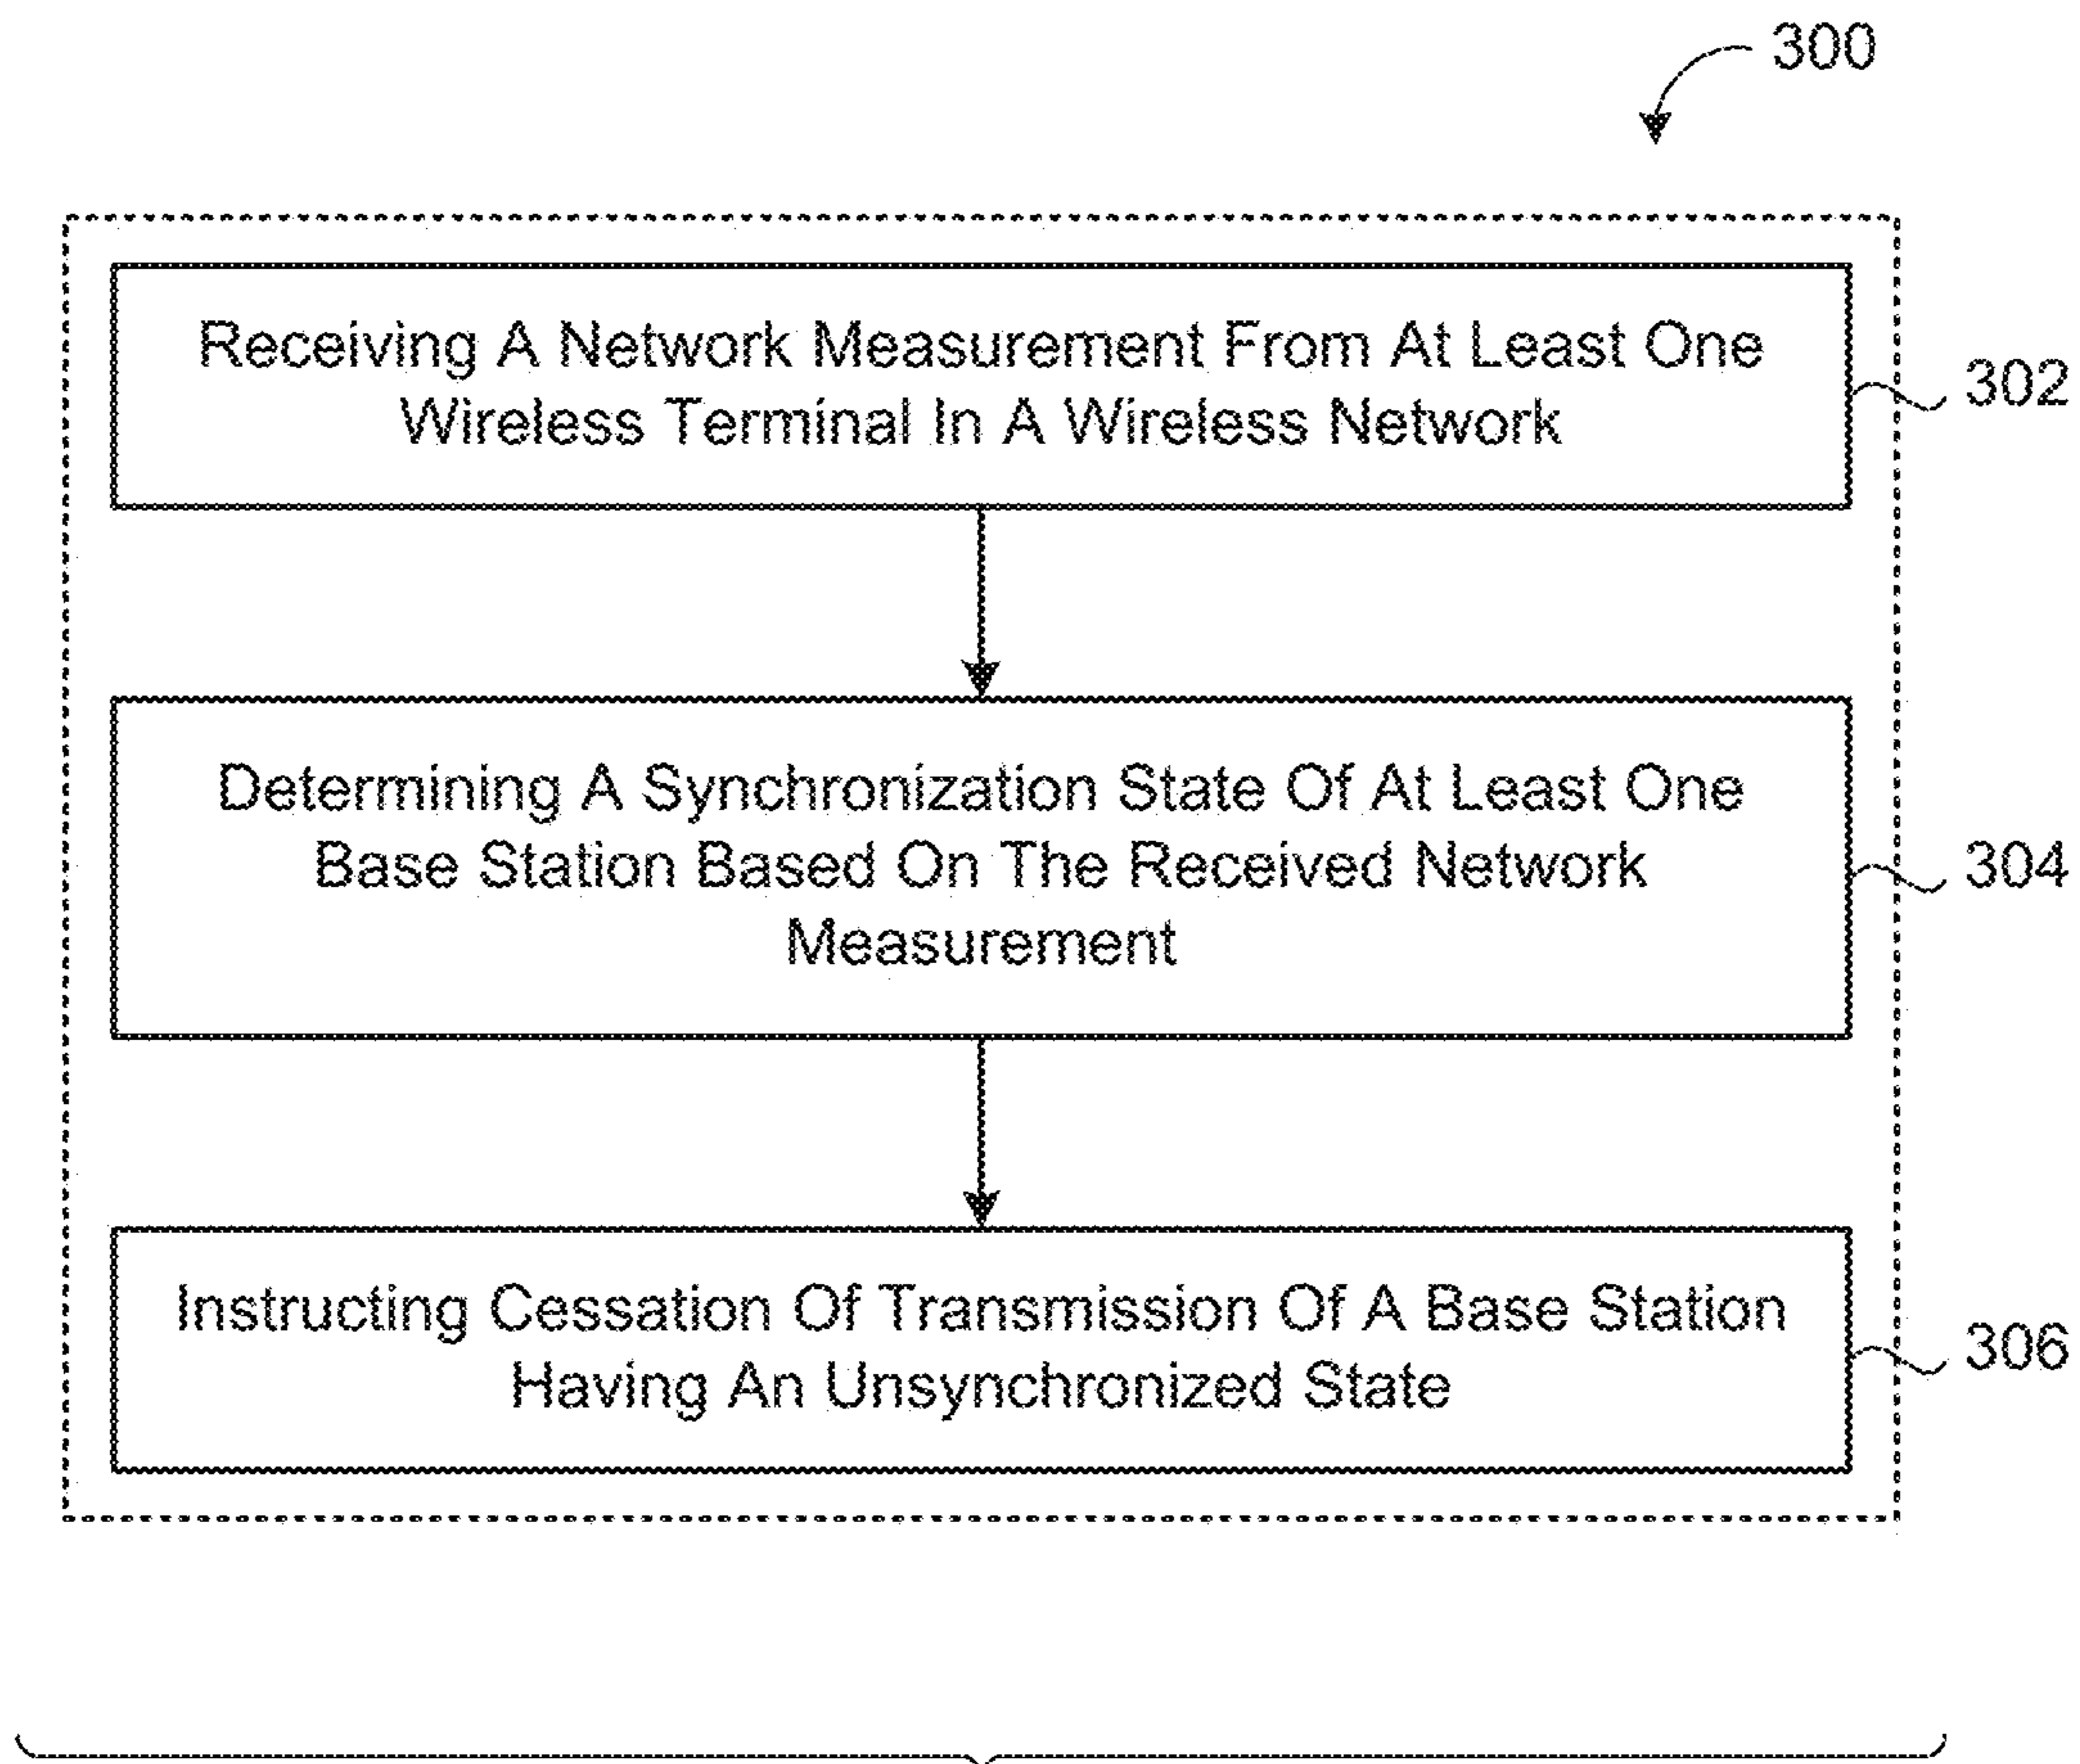 300
Receiving A Network Measurement From At Least One
Wireless Terminal In A Wireless Network
302
Determining A Synchronization State Of At Least One
Base Station Based On The Received Network
Measurement
304
Instructing Cessation Of Transmission Of A Base Station
Having An Unsynchronized State
306